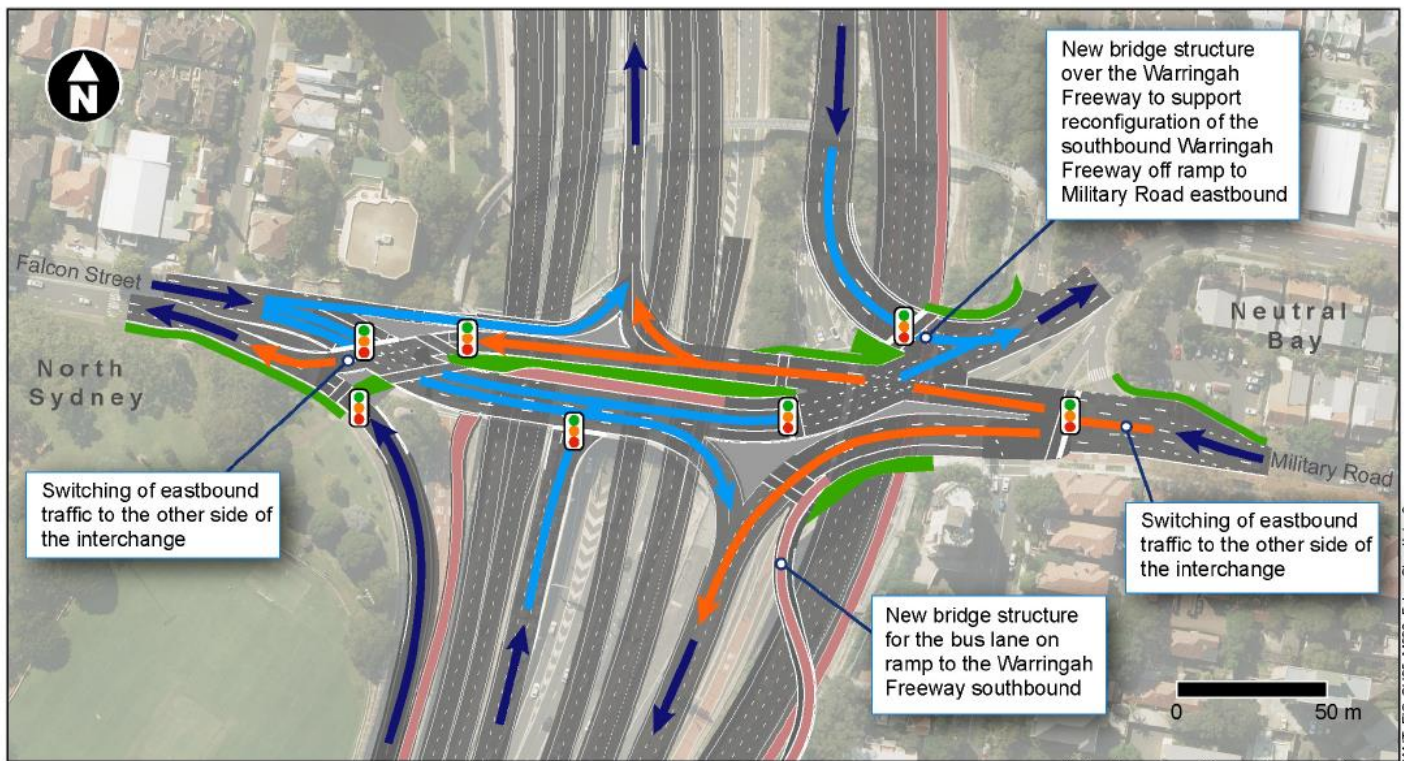 N
New bridge structure
over the Warringah
Freeway to support
reconfiguration of the
southbound Warringah
Freeway off ramp to
Military Road eastbound
Falcon Street
Neutral
Bay
North
Sydney
Military Road
Switching of eastbound
traffic to the other side of
the interchange
Switching of eastbound
traffic to the other side of
the interchange
New bridge structure
for the bus lane on
ramp to the Warringah
Freeway southbound
0 50 m